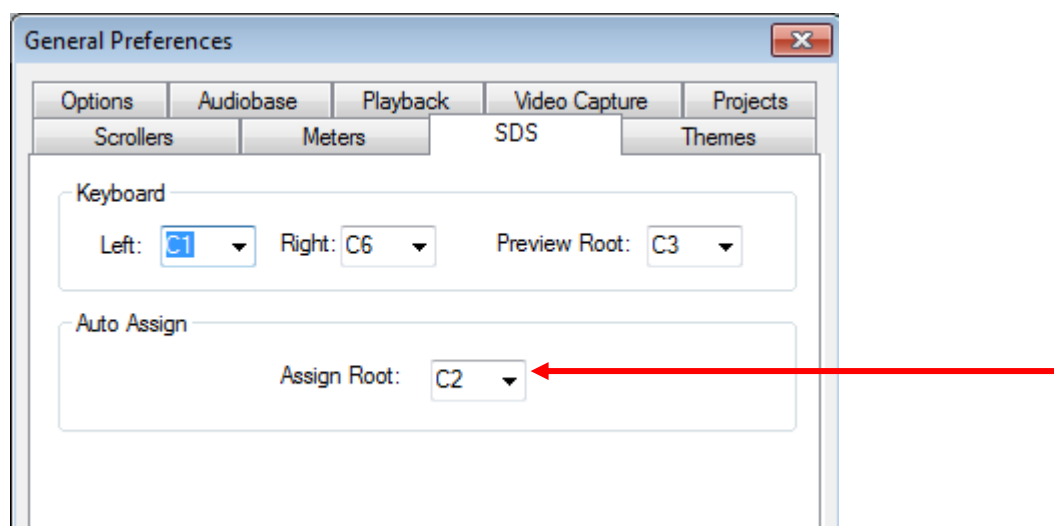 General Preferences
Options Audiobase Playback Video Capture Projects
Scrollers Meters SDS Themes
Keyboard
Left: C1 Right: C6 Preview Root: C3
Auto Assign
Assign Root: C2